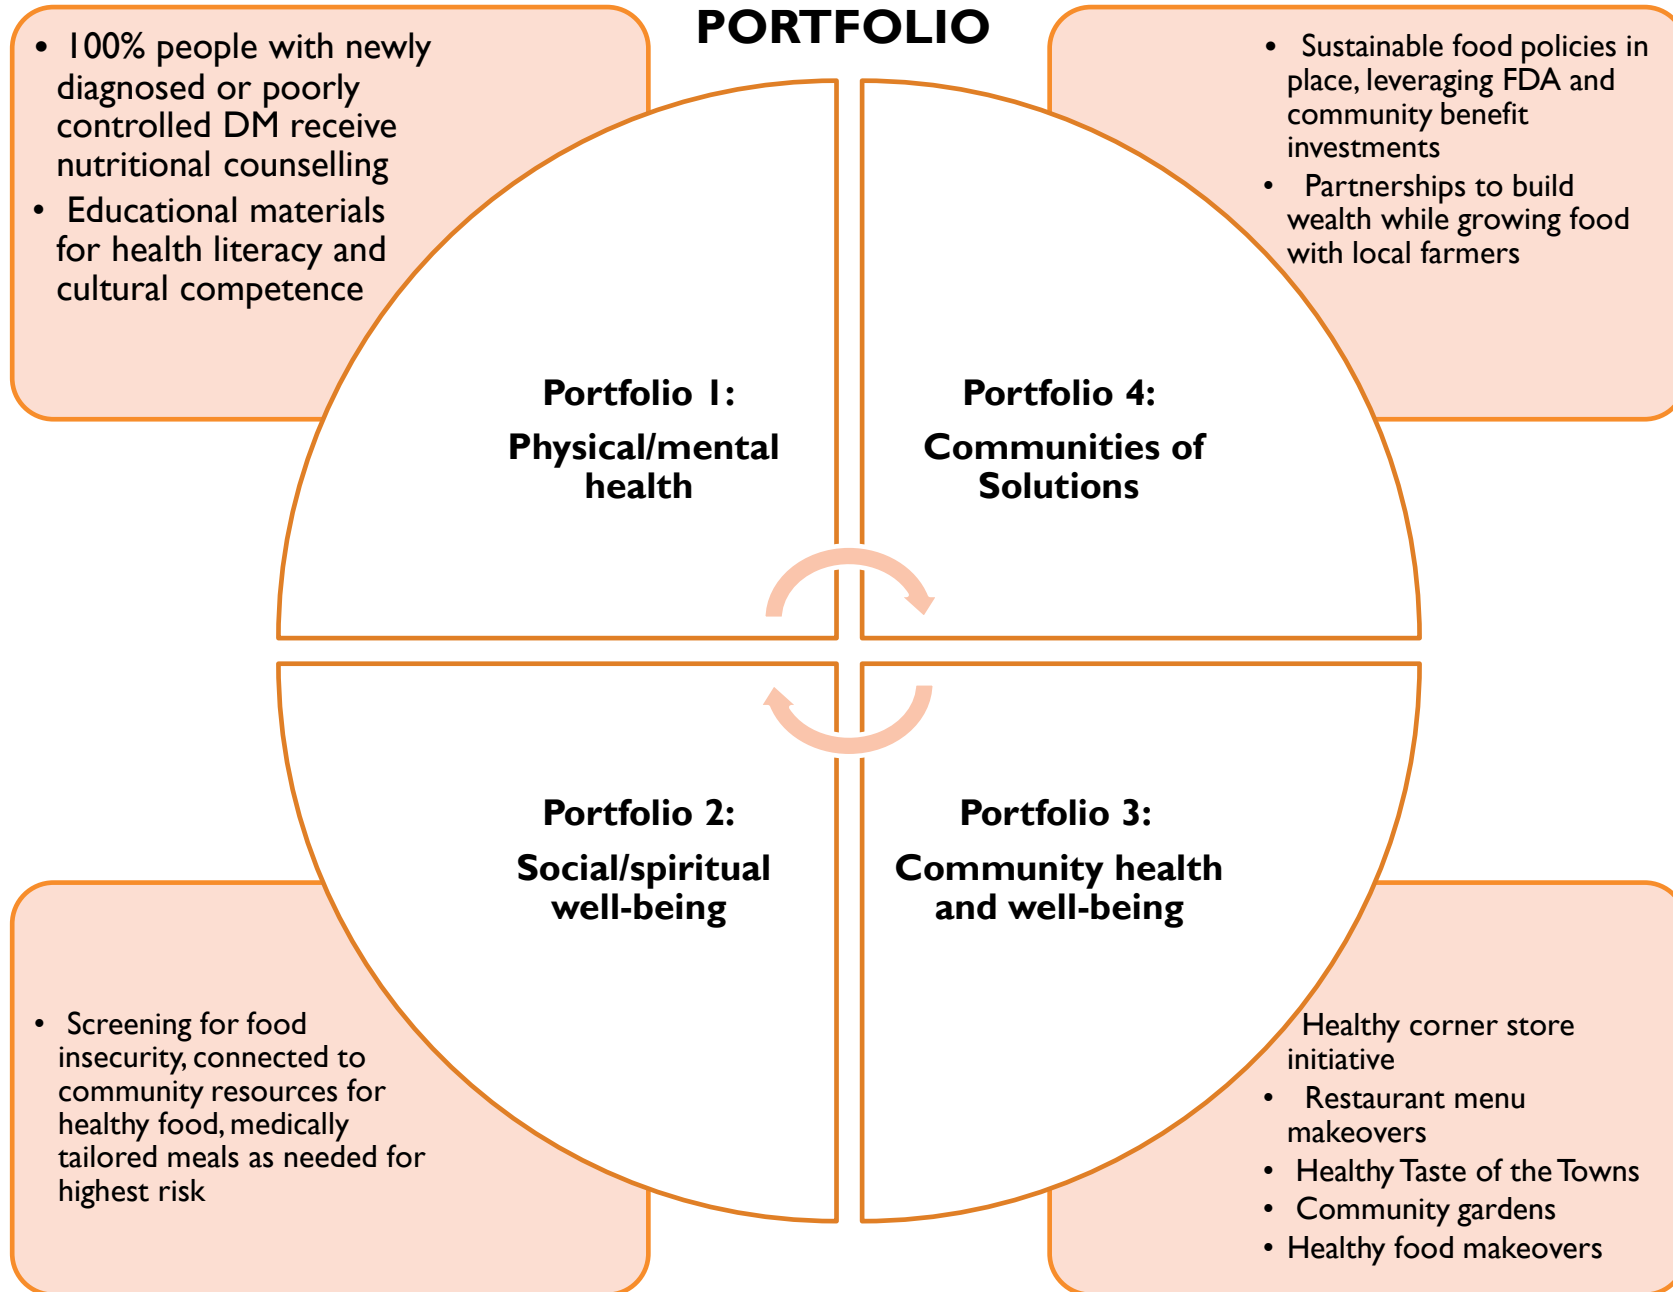 PORTFOLIO
• 100% people with newly
diagnosed or poorly
controlled DM receive
nutritional counselling
• Educational materials
for health literacy and
cultural competence
• Sustainable food policies in
place, leveraging FDA and
community benefit
investments
• Partnerships to build
wealth while growing food
with local farmers
Portfolio 1:
Physical/mental
health
Portfolio 4:
Communities of
Solutions
Portfolio 2:
Social/spiritual
well-being
Portfolio 3:
Community health
and well-being
• Screening for food
insecurity, connected to
community resources for
healthy food, medically
tailored meals as needed for
highest risk
Healthy corner store
initiative
• Restaurant menu
makeovers
• Healthy Taste of the Towns
• Community gardens
• Healthy food makeovers